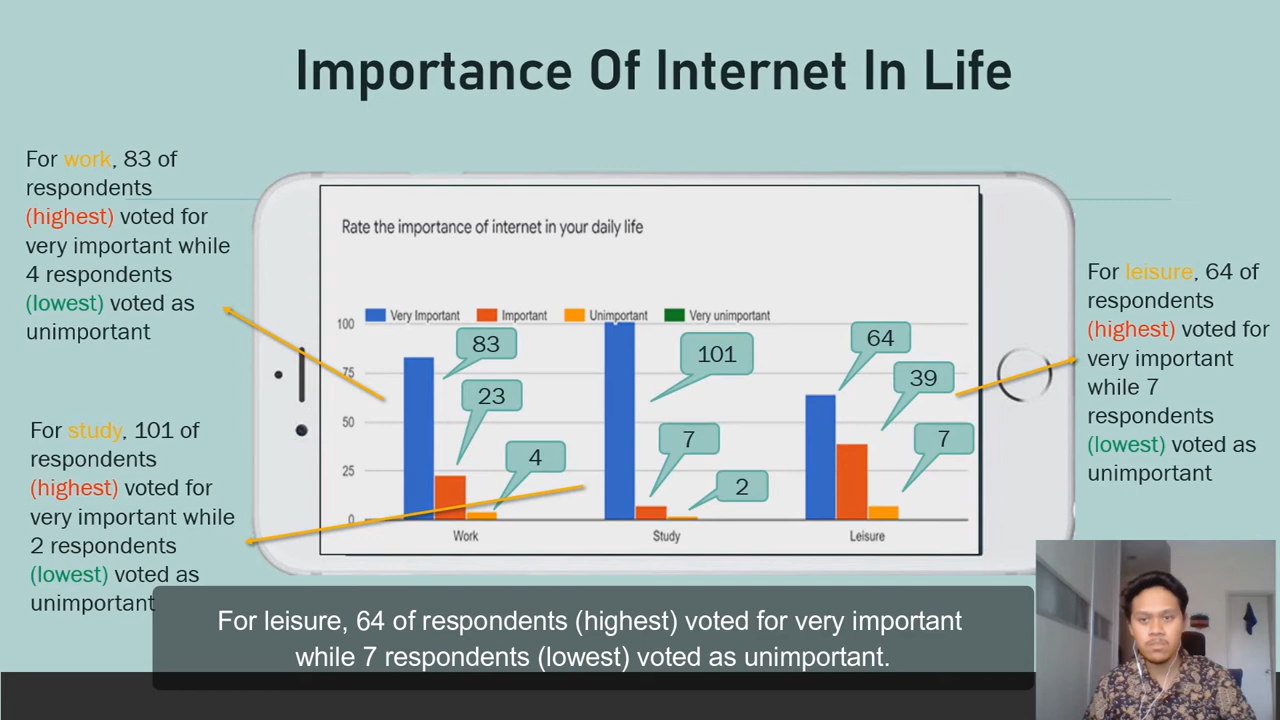 Importance Of Internet In Life
For work, 83 of
respondents
(highest) voted for
very important while
4 respondents
(lowest) voted as
unimportant
For study, 101 of
respondents
(highest) voted for
very important while
2 respondents
(lowest) voted as
unimportant
Rate the importance of internet in your daily life
Very Important Important Unimportant Very unimportant
100
75
50
25
0
83
23
4
101
7
2
64
39
7
Work Study Leisure
For leisure, 64 of
respondents
(highest) voted for
very important
while 7
respondents
(lowest) voted as
unimportant
For leisure, 64 of respondents (highest) voted for very important
while 7 respondents (lowest) voted as unimportant.